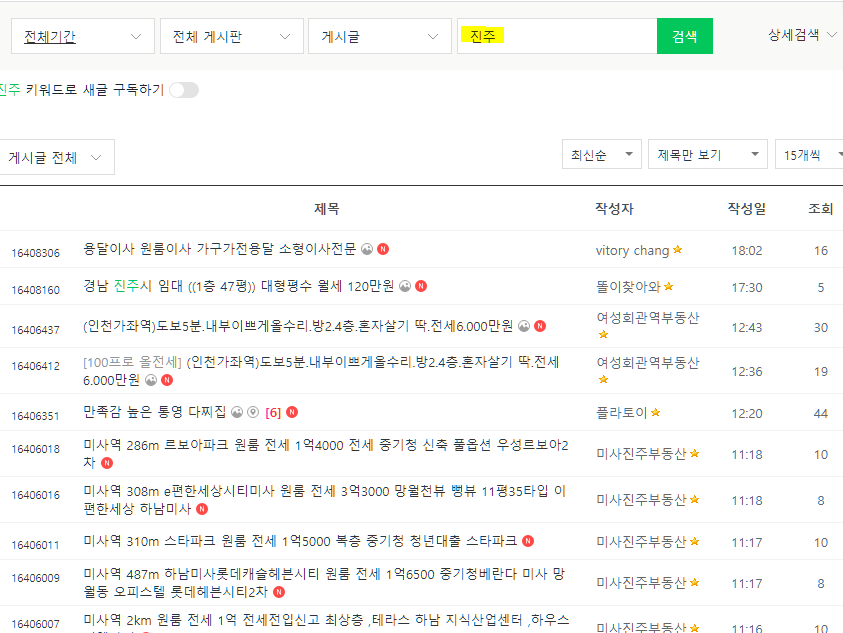 전체기간 전체 게시판 게시글 진주 검색 상세검색
진주 키워드로 새글 구독하기
게시글 전체 최신순 제목만 보기 15개씩
제목 작성자 작성일 조회
16408306 용달이사 원룸이사 가구가전용달 소형이사전문 N vitory chang 18:02 16
16408160 경남 진주시 임대 ((1층 47평)) 대형평수 월세 120만원 N 똘이찾아와 17:30 5
16406437 (인천가좌역)도보5분.내부이쁘게올수리.방2.4층.혼자살기 딱.전세6.000만원 N 여성회관역부동산 12:43 30
16406412 [100프로 올전세] (인천가좌역)도보5분.내부이쁘게올수리.방2.4층.혼자살기 딱.전세 여성회관역부동산 12:36 19
6.000만원 N
16406351 만족감 높은 통영 다찌집 [6] N 플라토이 12:20 44
16406018 미사역 286m 르보아파크 원룸 전세 1억4000 전세 중기청 신축 풀옵션 우성르보아2 미사진주부동산 11:18 10
차 N
16406016 미사역 308m e편한세상시티미사 원룸 전세 3억3000 망월천뷰 뻥뷰 11평35타입 이 미사진주부동산 11:18 8
편한세상 하남미사 N
16406011 미사역 310m 스타파크 원룸 전세 1억5000 복층 중기청 청년대출 스타파크 N 미사진주부동산 11:17 10
16406009 미사역 487m 하남미사롯데캐슬헤븐시티 원룸 전세 1억6500 중기청베란다 미사 망 미사진주부동산 11:17 8
월동 오피스텔 롯데헤븐시티2차 N
16406007 미사역 2km 원룸 전세 1억 전세전입신고 최상층 ,테라스 하남 지식산업센터 ,하우스 미사진주부동산 11:16 10